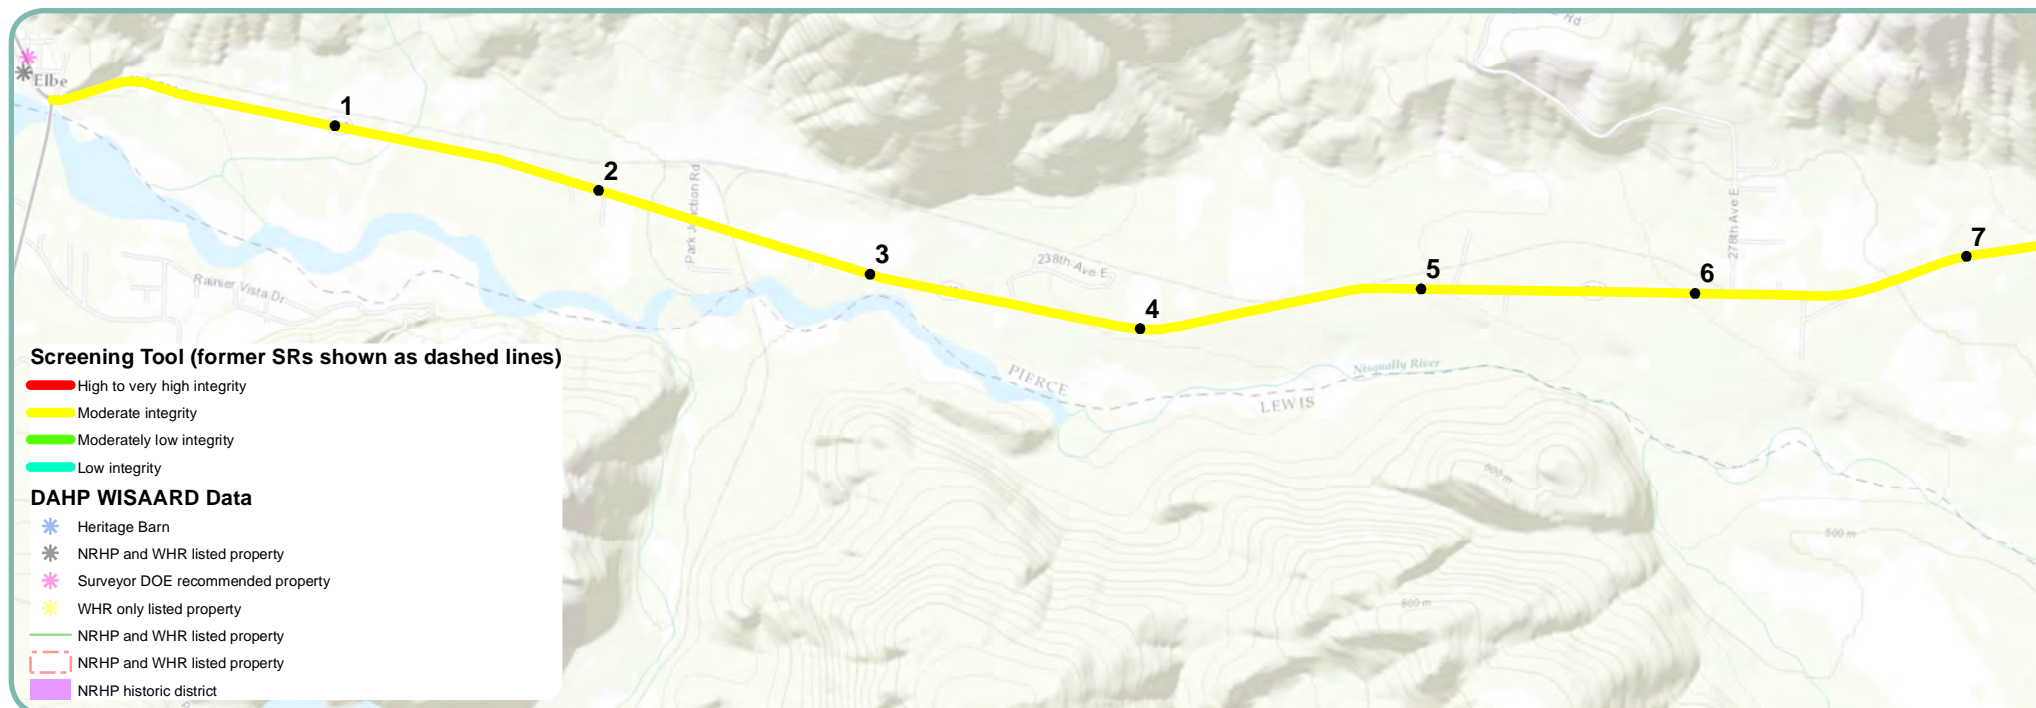 Elbe
1
2
Park Junction Rd
3
238th Ave E
4
5
6
278th Ave E
7
Rd
Rainier Vista Dr
PIERCE
LEWIS
Nisqually River
600 m
500 m
800 m
Screening Tool (former SRs shown as dashed lines)
High to very high integrity
Moderate integrity
Moderately low integrity
Low integrity
DAHP WISAARD Data
Heritage Barn
NRHP and WHR listed property
Surveyor DOE recommended property
WHR only listed property
NRHP and WHR listed property
NRHP and WHR listed property
NRHP historic district